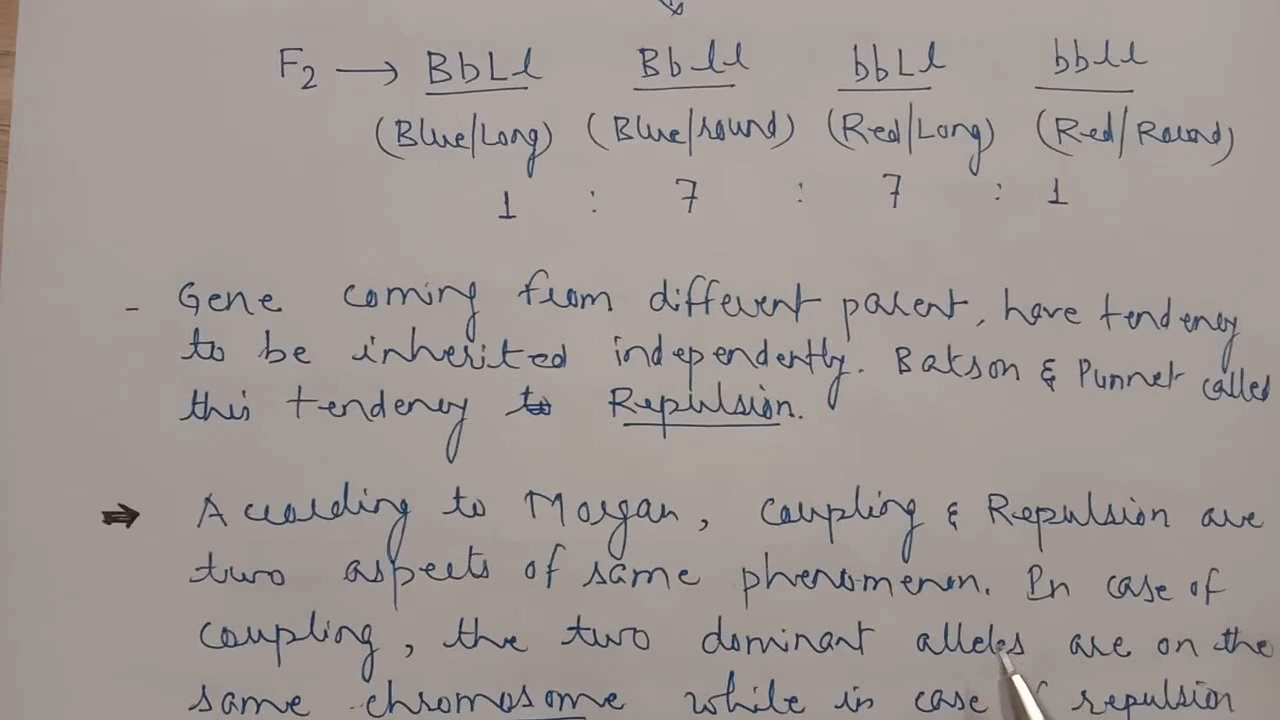 F2 → BbLl Bbll bbLl bbll
(Blue/Long) (Blue/round) (Red/Long) (Red/Round)
1 : 7 : 7 : 1
- Gene coming from different parent, have tendency
to be inherited independently. Batson & Punnet called
this tendency to Repulsion.
⇒ According to Morgan, Coupling & Repulsion are
two aspects of same phenomenon. In case of
coupling, the two dominant alleles are on the
same chromosome while in case of repulsion